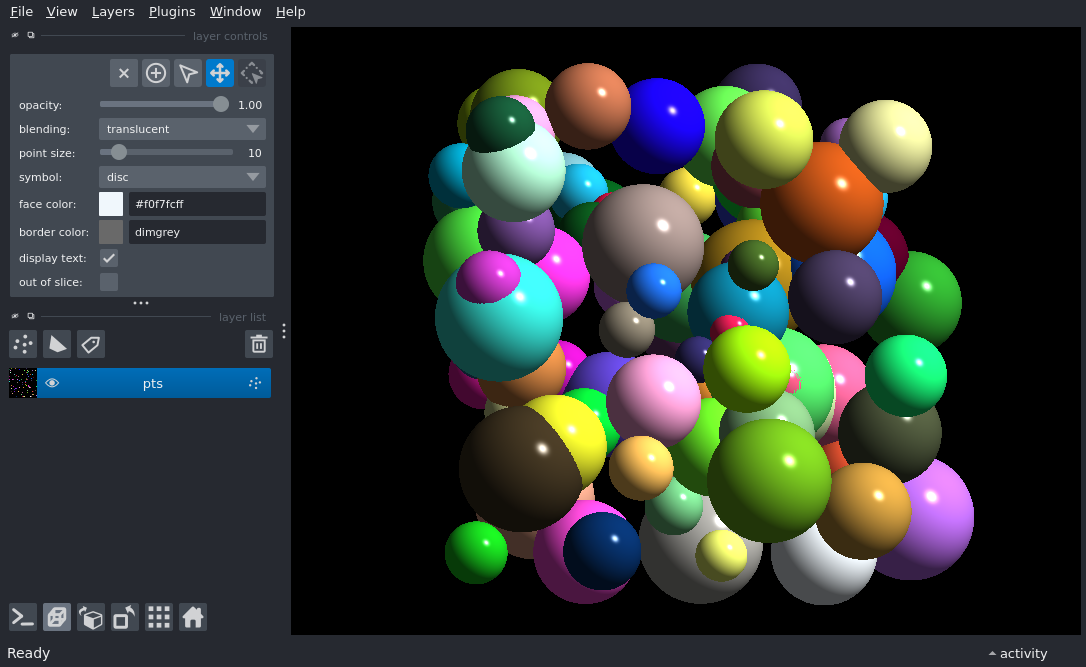 File View Layers Plugins Window Help
layer controls
opacity: 1.00
blending: translucent
point size: 10
symbol: disc
face color: #f0f7fcff
border color: dimgrey
display text:
out of slice:
layer list
pts
Ready
activity